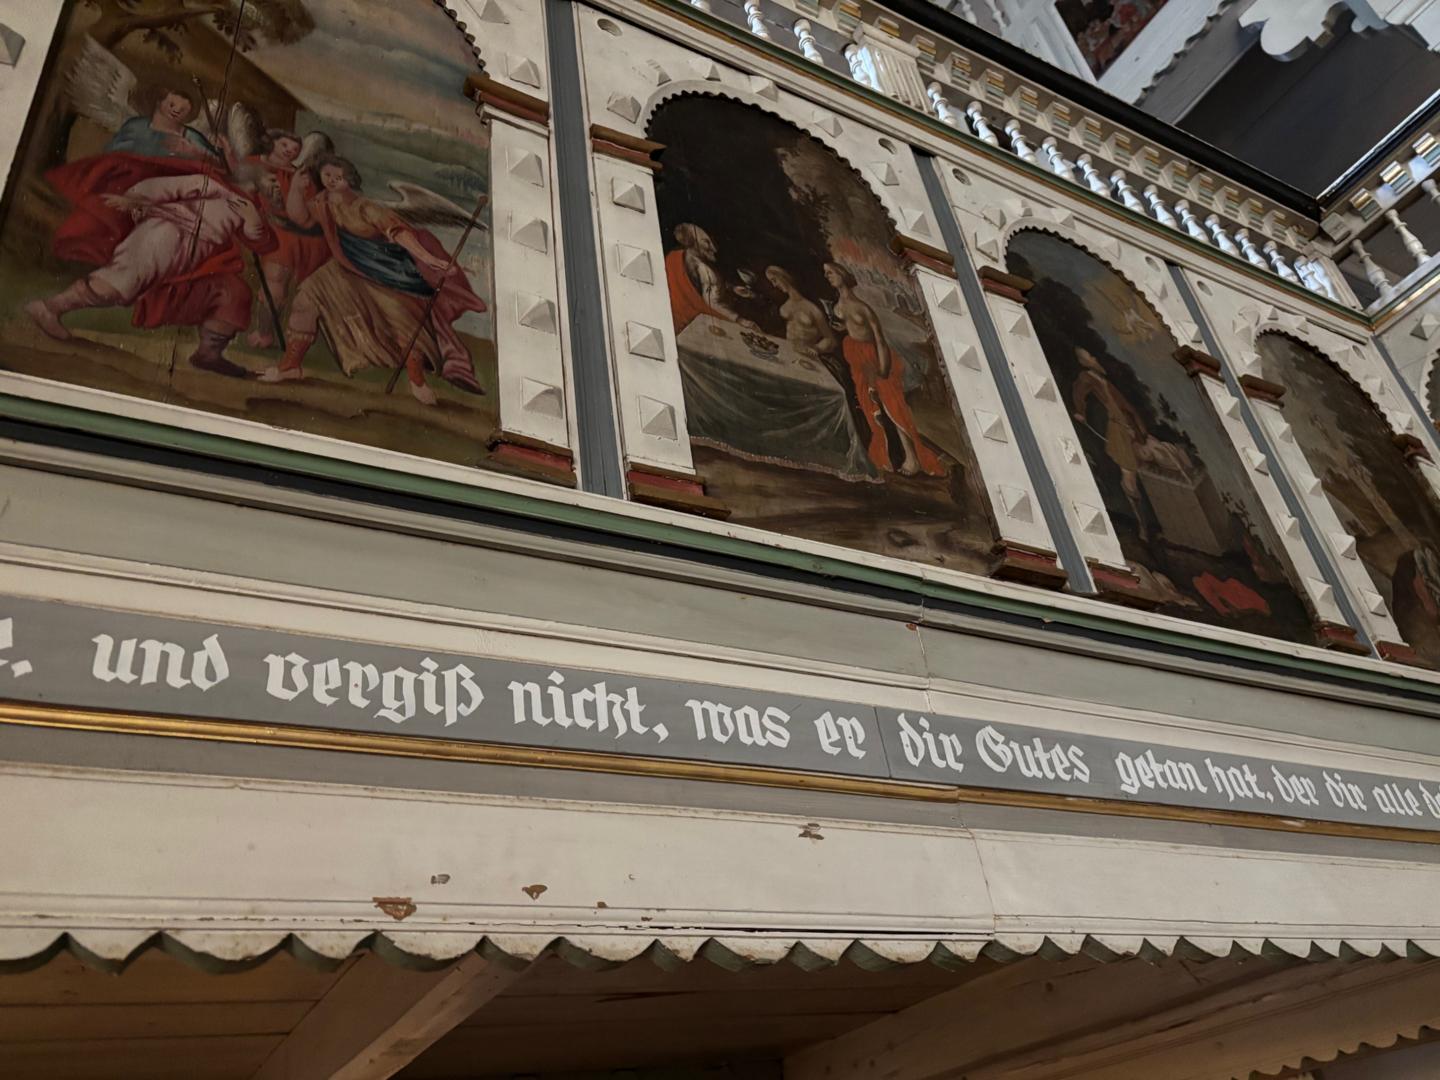 und vergiß nicht, was er dir Gutes getan hat, der dir alle